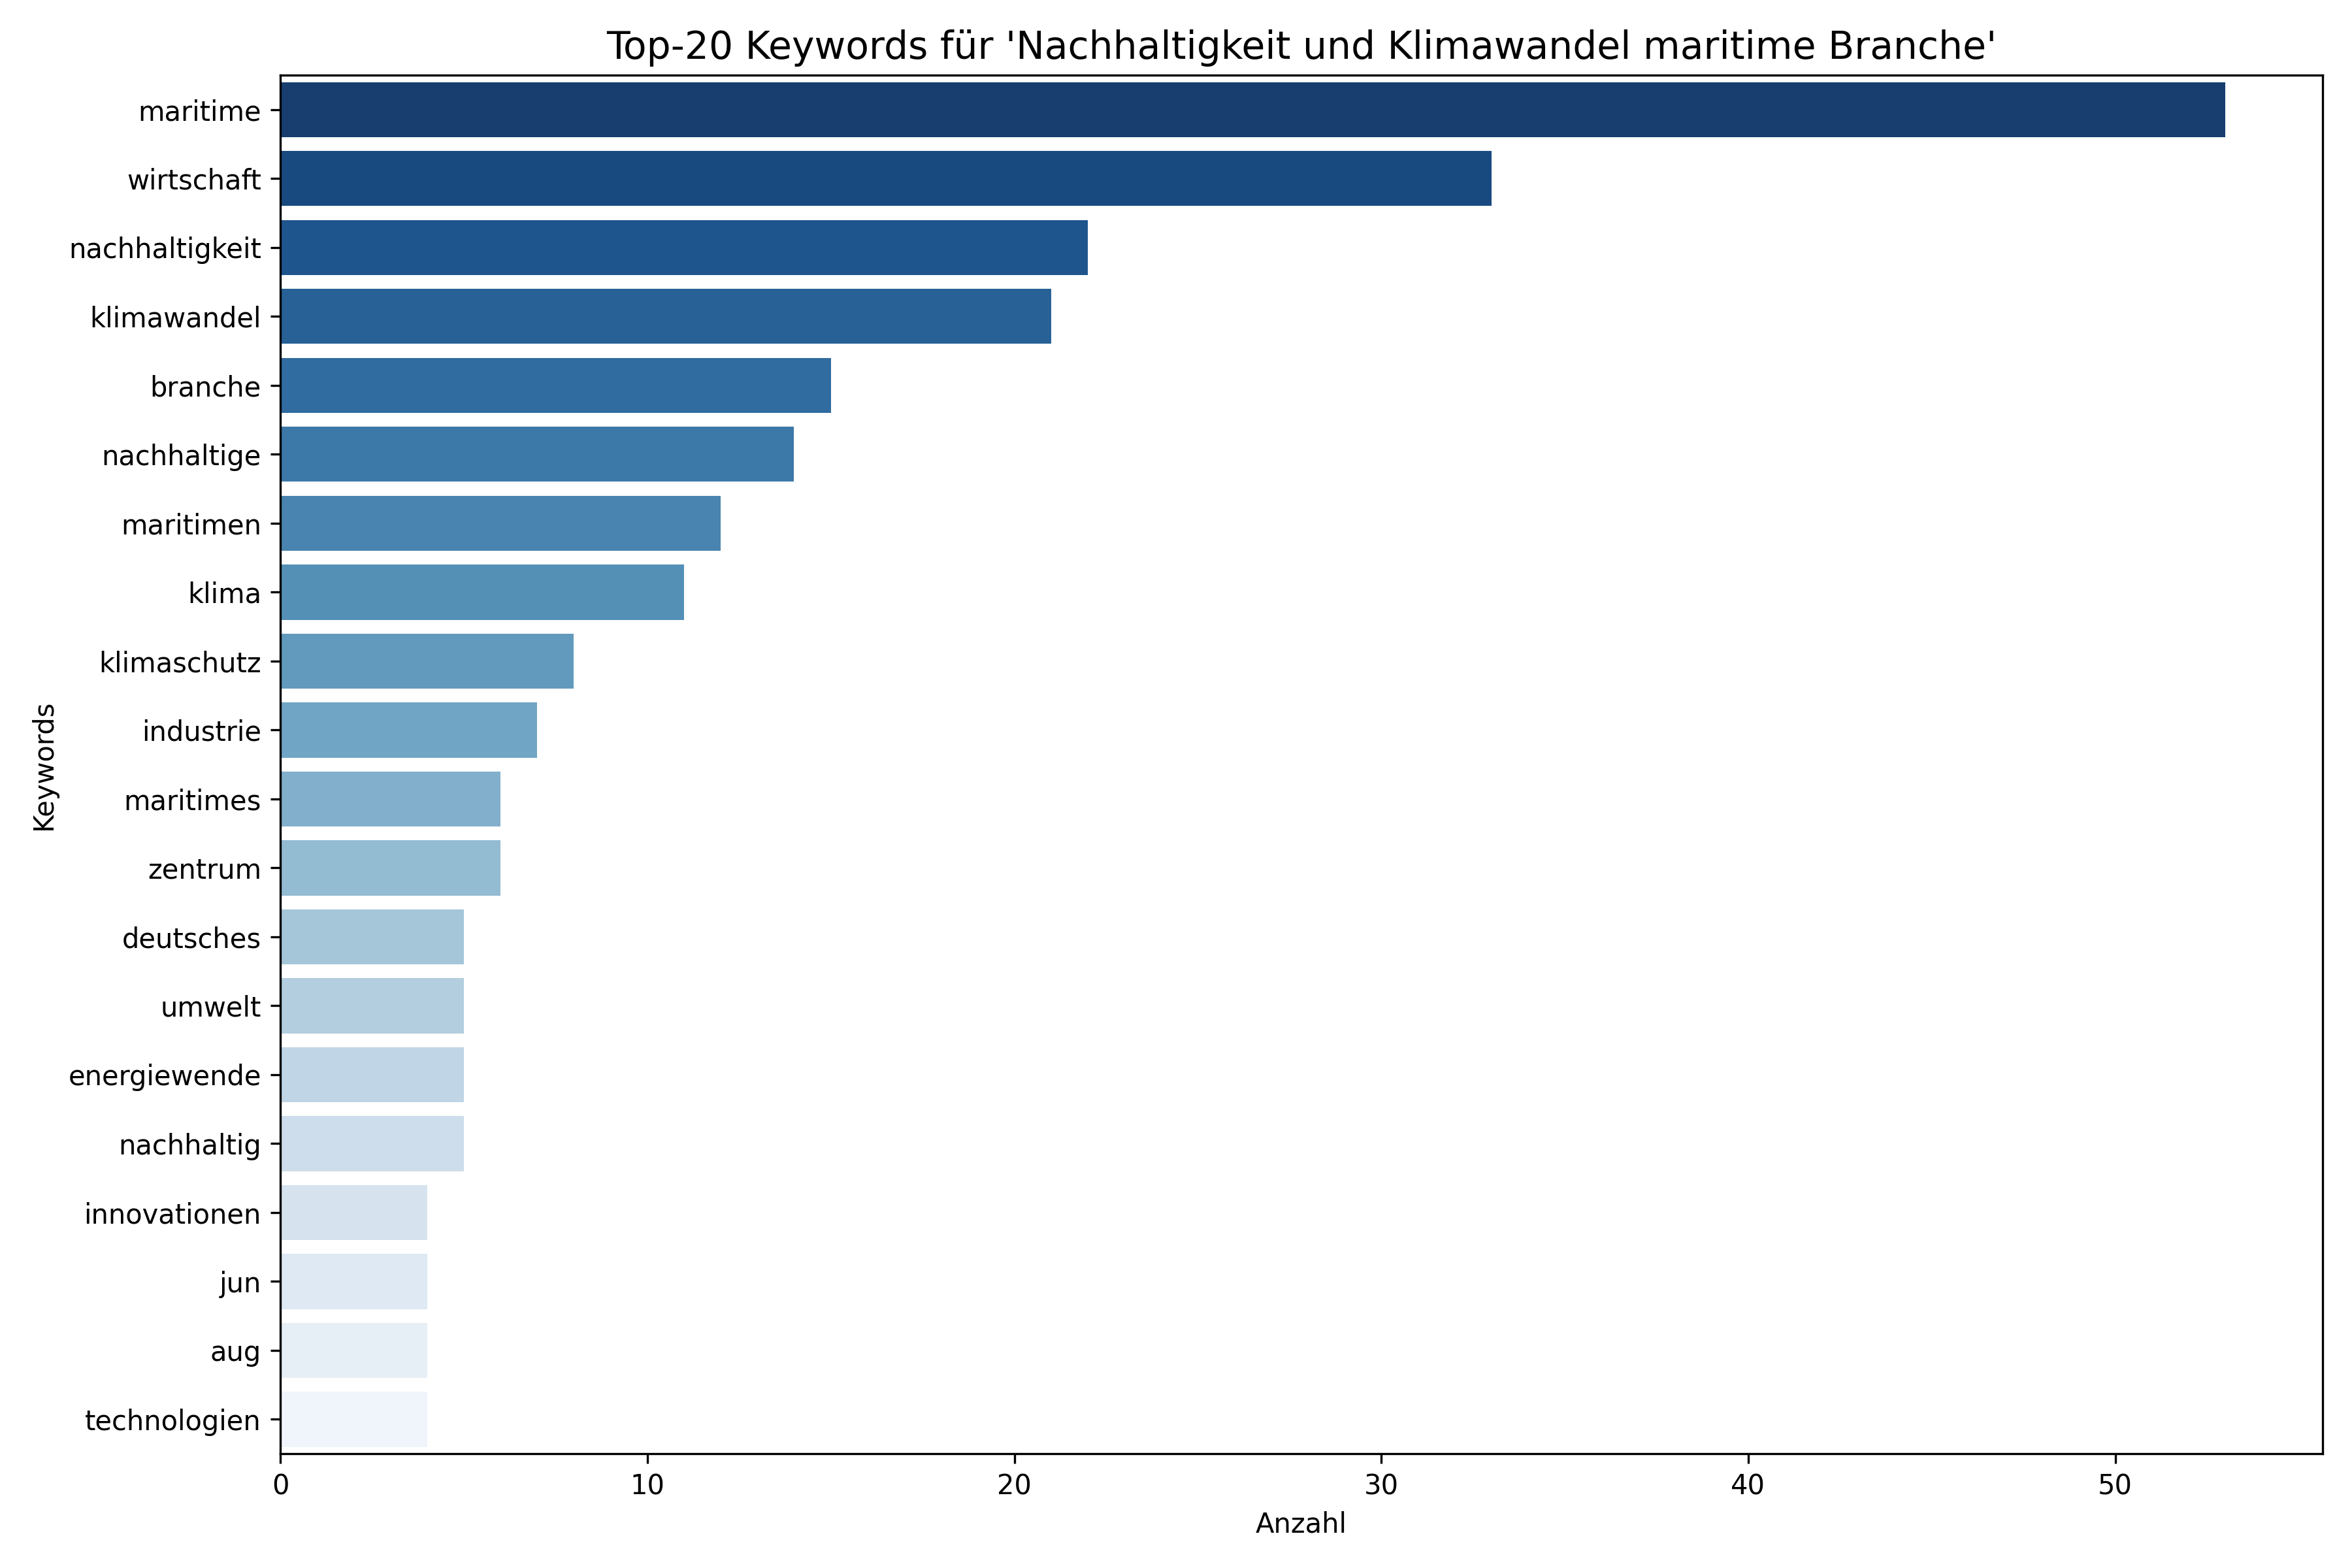 Top-20 Keywords für 'Nachhaltigkeit und Klimawandel maritime Branche'
Keywords
maritime
wirtschaft
nachhaltigkeit
klimawandel
branche
nachhaltige
maritimen
klima
klimaschutz
industrie
maritimes
zentrum
deutsches
umwelt
energiewende
nachhaltig
innovationen
jun
aug
technologien
0 10 20 30 40 50
Anzahl